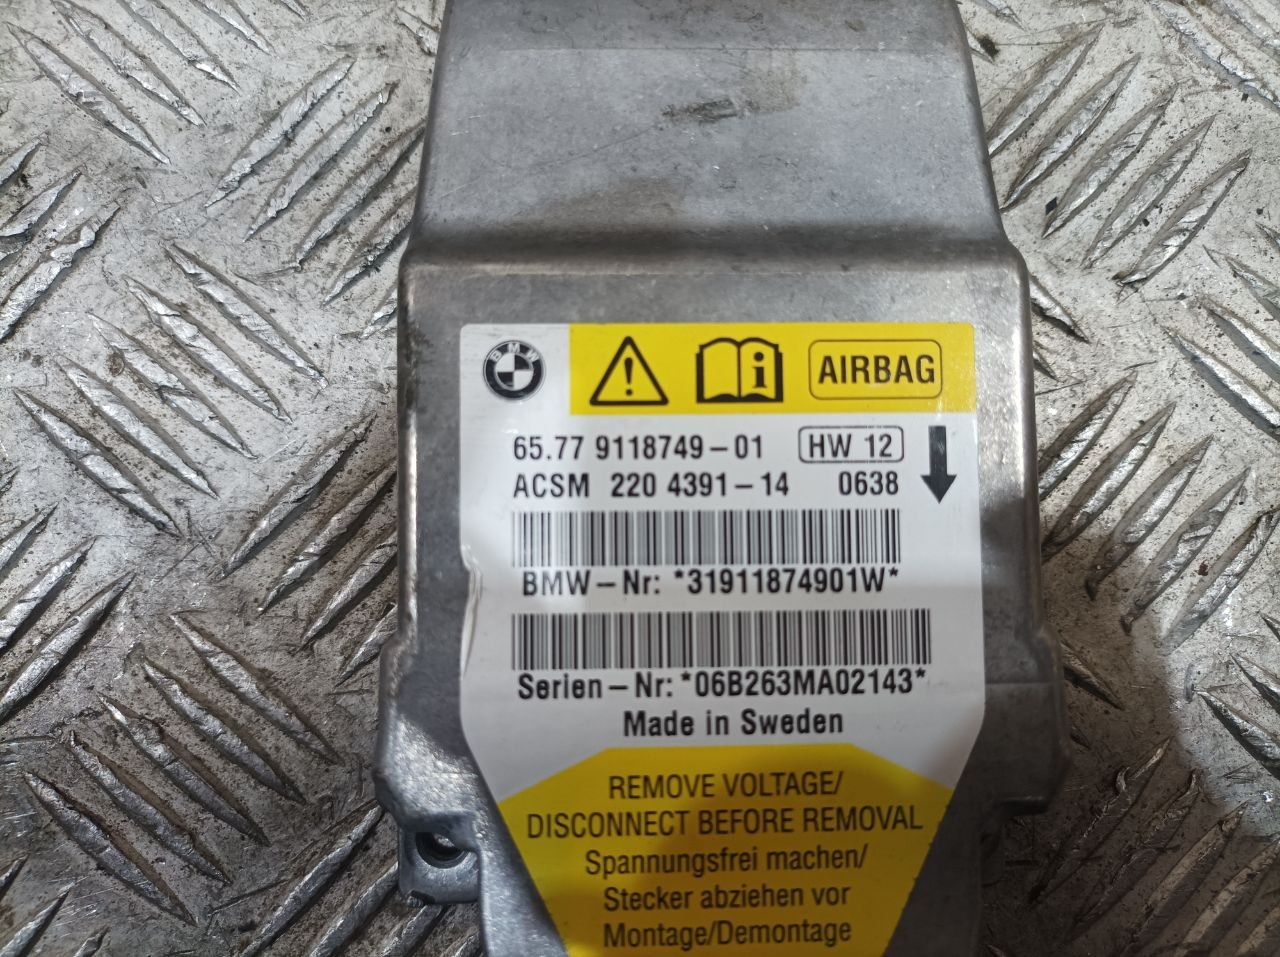 BMW
AIRBAG
65.77 9118749-01 HW 12
ACSM 220 4391-14 0638
BMW-Nr: *31911874901W*
Serien-Nr: *06B263MA02143*
Made in Sweden
REMOVE VOLTAGE/
DISCONNECT BEFORE REMOVAL
Spannungsfrei machen/
Stecker abziehen vor
Montage/Demontage